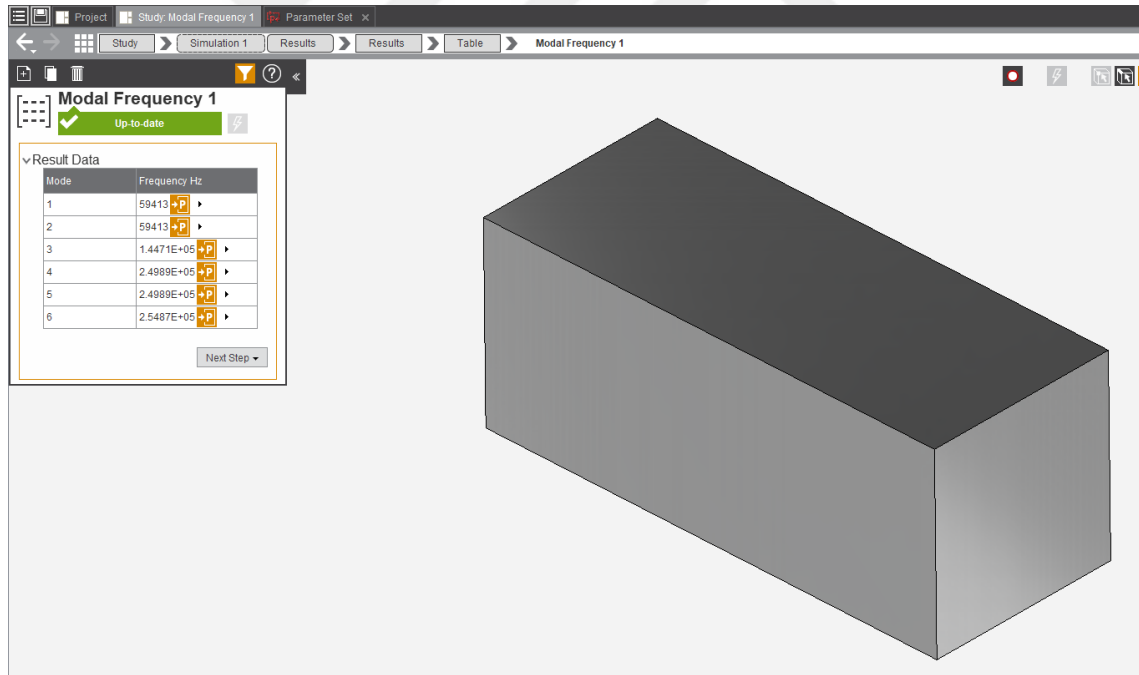 Project Study: Modal Frequency 1 Parameter Set
Study Simulation 1 Results Results Table Modal Frequency 1
Modal Frequency 1
Up-to-date
Result Data
Mode Frequency Hz
1 59413 P
2 59413 P
3 1.4471E+05 P
4 2.4989E+05 P
5 2.4989E+05 P
6 2.5487E+05 P
Next Step